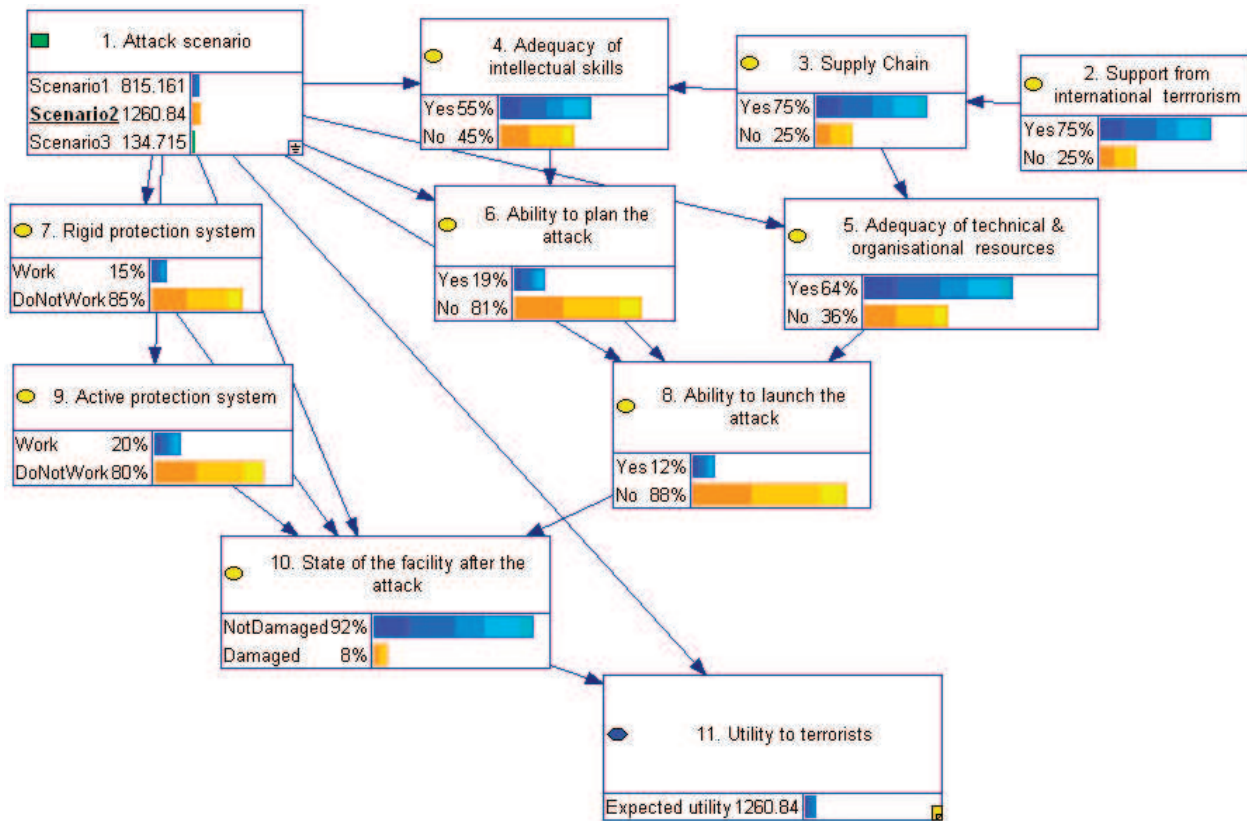 1. Attack scenario
Scenario1 815.161
Scenario2 1260.84
Scenario3 134.715
4. Adequacy of
intellectual skills
Yes 55%
No 45%
3. Supply Chain
Yes 75%
No 25%
2. Support from
international terrrorism
Yes 75%
No 25%
7. Rigid protection system
Work 15%
DoNotWork 85%
6. Ability to plan the
attack
Yes 19%
No 81%
5. Adequacy of technical &
organisational resources
Yes 64%
No 36%
9. Active protection system
Work 20%
DoNotWork 80%
8. Ability to launch the
attack
Yes 12%
No 88%
10. State of the facility after the
attack
NotDamaged 92%
Damaged 8%
11. Utility to terrorists
Expected utility 1260.84